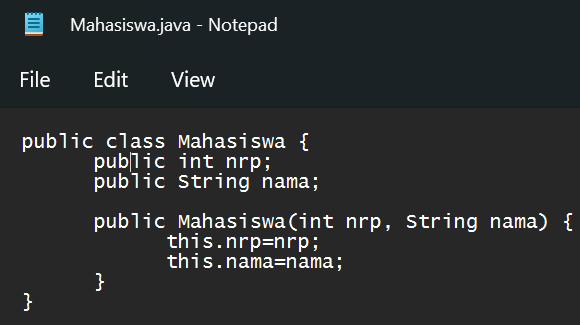 Mahasiswa.java - Notepad
File Edit View
public class Mahasiswa {
public int nrp;
public String nama;
public Mahasiswa(int nrp, String nama) {
this.nrp=nrp;
this.nama=nama;
}
}